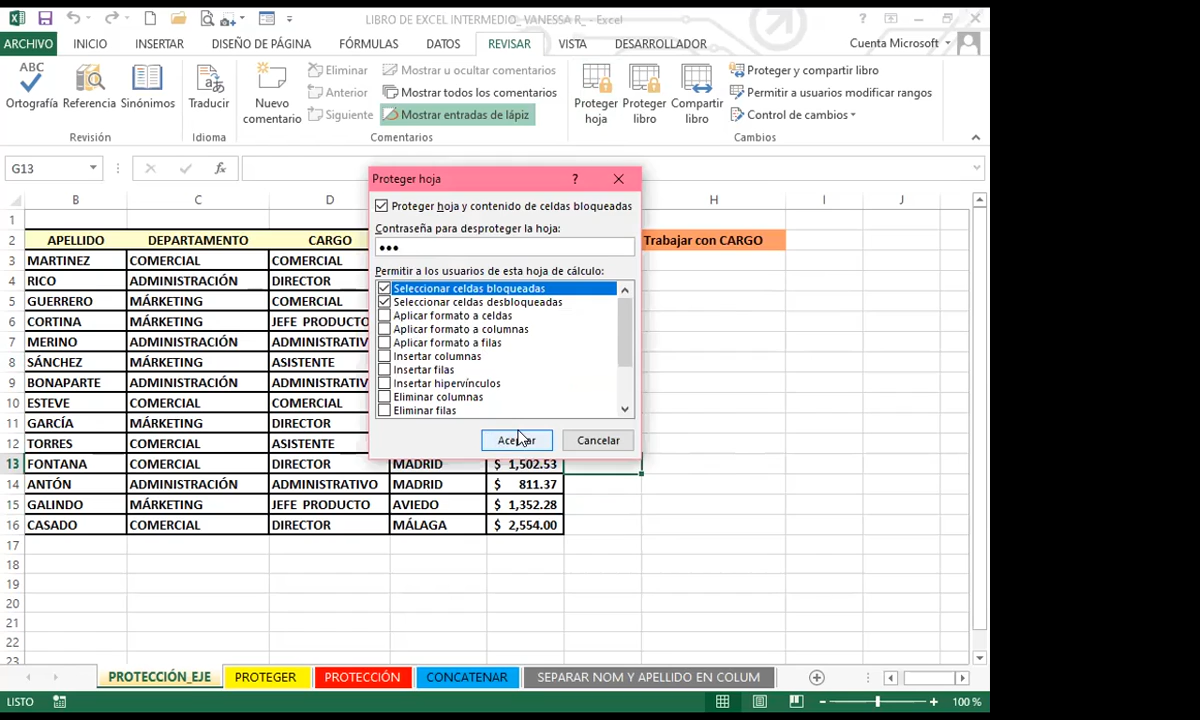 LIBRO DE EXCEL INTERMEDIO_ VANESSA R_ - Excel
ARCHIVO INICIO INSERTAR DISEÑO DE PÁGINA FÓRMULAS DATOS REVISAR VISTA DESARROLLADOR Cuenta Microsoft
Ortografía Referencia Sinónimos
Revisión
Traducir
Idioma
Nuevo comentario
Eliminar
Anterior
Siguiente
Mostrar u ocultar comentarios
Mostrar todos los comentarios
Mostrar entradas de lápiz
Comentarios
Proteger hoja
Proteger libro
Compartir libro
Proteger y compartir libro
Permitir a usuarios modificar rangos
Control de cambios
Cambios
G13
fx
Proteger hoja ?
Proteger hoja y contenido de celdas bloqueadas
Contraseña para desproteger la hoja:
•••
Permitir a los usuarios de esta hoja de cálculo:
Seleccionar celdas bloqueadas
Seleccionar celdas desbloqueadas
Aplicar formato a celdas
Aplicar formato a columnas
Aplicar formato a filas
Insertar columnas
Insertar filas
Insertar hipervínculos
Eliminar columnas
Eliminar filas
Aceptar Cancelar
B C D H I J
1
2 APELLIDO DEPARTAMENTO CARGO Trabajar con CARGO
3 MARTINEZ COMERCIAL COMERCIAL
4 RICO ADMINISTRACIÓN DIRECTOR
5 GUERRERO MÁRKETING COMERCIAL
6 CORTINA MÁRKETING JEFE PRODUCTO
7 MERINO MÁRKETING ADMINISTRATIV
8 SÁNCHEZ MÁRKETING ASISTENTE
9 BONAPARTE ADMINISTRACIÓN ADMINISTRATIV
10 ESTEVE COMERCIAL COMERCIAL
11 GARCÍA MÁRKETING DIRECTOR
12 TORRES COMERCIAL ASISTENTE
13 FONTANA COMERCIAL DIRECTOR MADRID $ 1,502.53
14 ANTÓN ADMINISTRACIÓN ADMINISTRATIVO MADRID $ 811.37
15 GALINDO MÁRKETING JEFE PRODUCTO AVIEDO $ 1,352.28
16 CASADO COMERCIAL DIRECTOR MÁLAGA $ 2,554.00
17
18
19
20
21
22
23
PROTECCIÓN_EJE PROTEGER PROTECCIÓN CONCATENAR SEPARAR NOM Y APELLIDO EN COLUM
LISTO 100 %